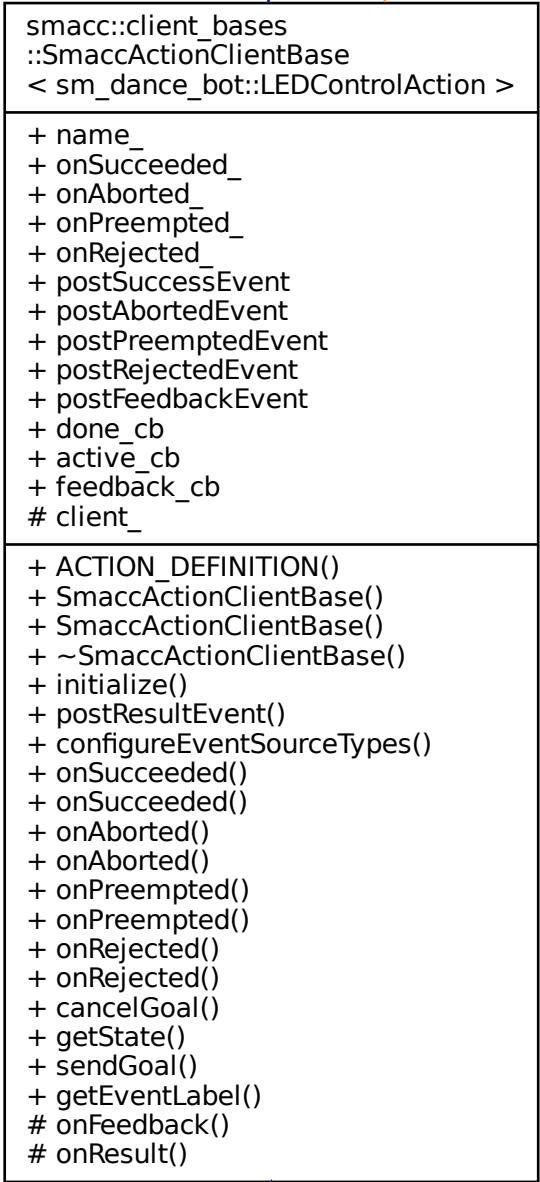 smacc::client_bases
::SmaccActionClientBase
< sm_dance_bot::LEDControlAction >
+ name_
+ onSucceeded_
+ onAborted_
+ onPreempted_
+ onRejected_
+ postSuccessEvent
+ postAbortedEvent
+ postPreemptedEvent
+ postRejectedEvent
+ postFeedbackEvent
+ done_cb
+ active_cb
+ feedback_cb
# client_
+ ACTION_DEFINITION()
+ SmaccActionClientBase()
+ SmaccActionClientBase()
+ ~SmaccActionClientBase()
+ initialize()
+ postResultEvent()
+ configureEventSourceTypes()
+ onSucceeded()
+ onSucceeded()
+ onAborted()
+ onAborted()
+ onPreempted()
+ onPreempted()
+ onRejected()
+ onRejected()
+ cancelGoal()
+ getState()
+ sendGoal()
+ getEventLabel()
# onFeedback()
# onResult()